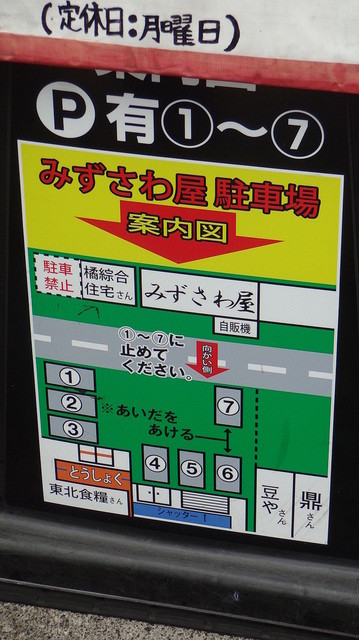 (定休日:月曜日)
P有①～⑦
みずさわ屋 駐車場
案内図
駐車
禁止
橘綜合
住宅さん
みずさわ屋
自販機
①～⑦に
止めて
ください。
向かい側
①
②
③
※あいだを
あける
⑦
④
⑤
⑥
とうしょく
東北食糧さん
シャッター！
豆やさん
鼎さん